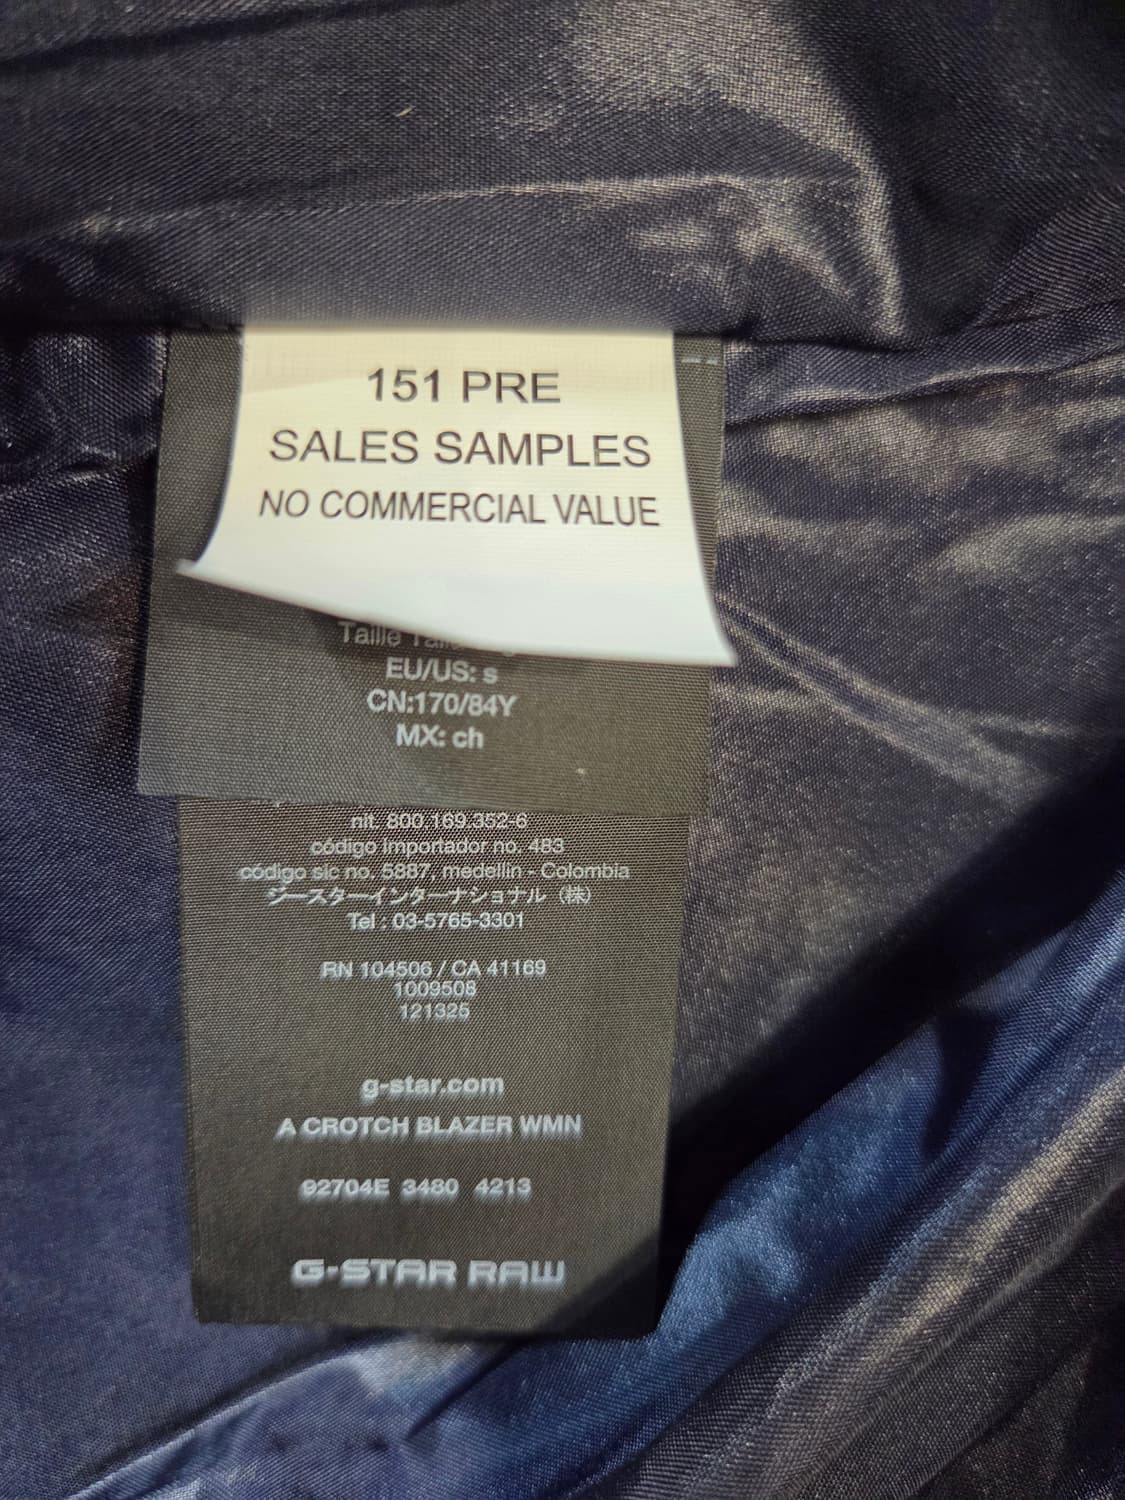 151 PRE
SALES SAMPLES
NO COMMERCIAL VALUE
Taille
EU/US: s
CN:170/84Y
MX: ch
nit. 800.169.352-6
código importador no. 483
código sic no. 5887, medellin - Colombia
ジースターインターナショナル（株）
Tel : 03-5765-3301
RN 104506 / CA 41169
1009508
121325
g-star.com
A CROTCH BLAZER WMN
92704E 3480 4213
G-STAR RAW